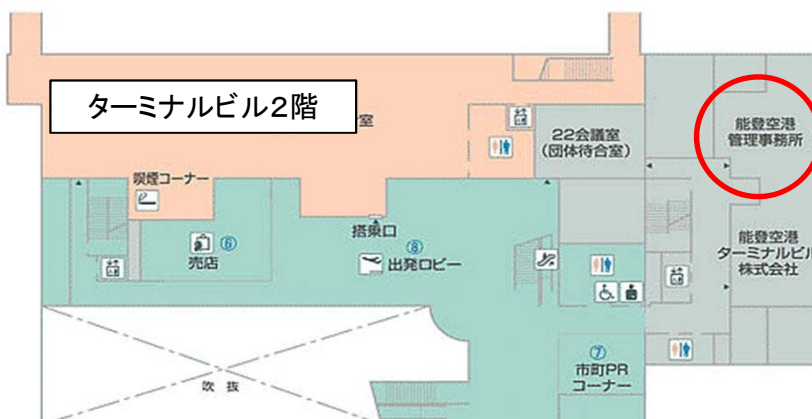 ターミナルビル2階
室
22会議室
(団体待合室)
能登空港
管理事務所
喫煙コーナー
搭乗口
⑥
売店
⑧
出発ロビー
能登空港
ターミナルビル
株式会社
⑦
市町PR
コーナー
吹 抜